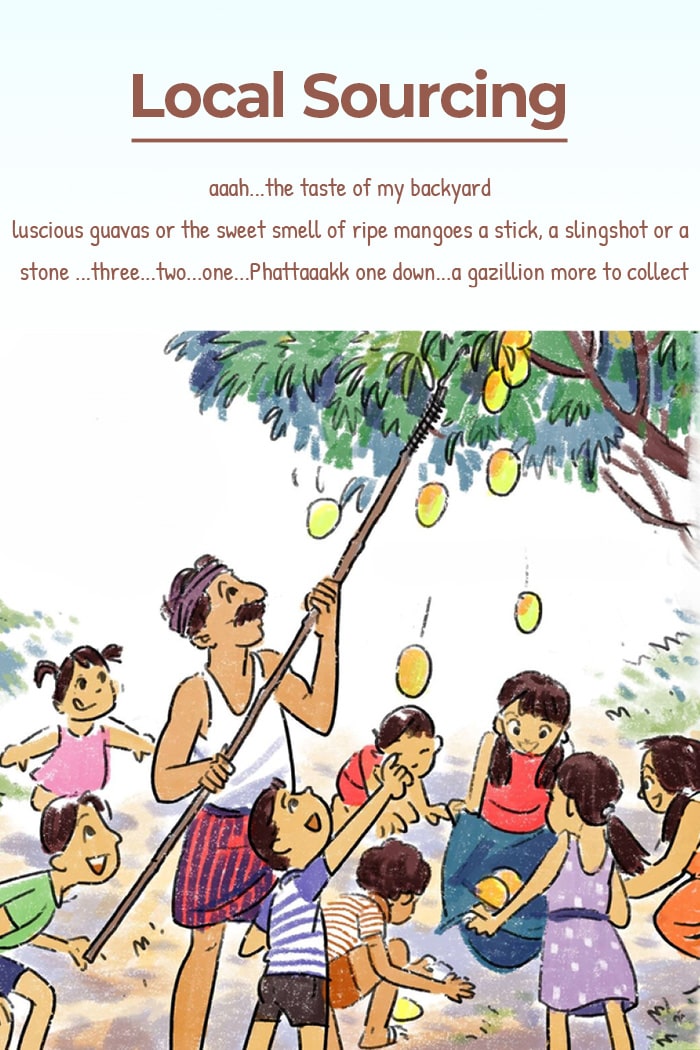 Local Sourcing
aaah...the taste of my backyard
luscious guavas or the sweet smell of ripe mangoes a stick, a slingshot or a
stone ...three...two...one...Phattaaakk one down...a gazillion more to collect